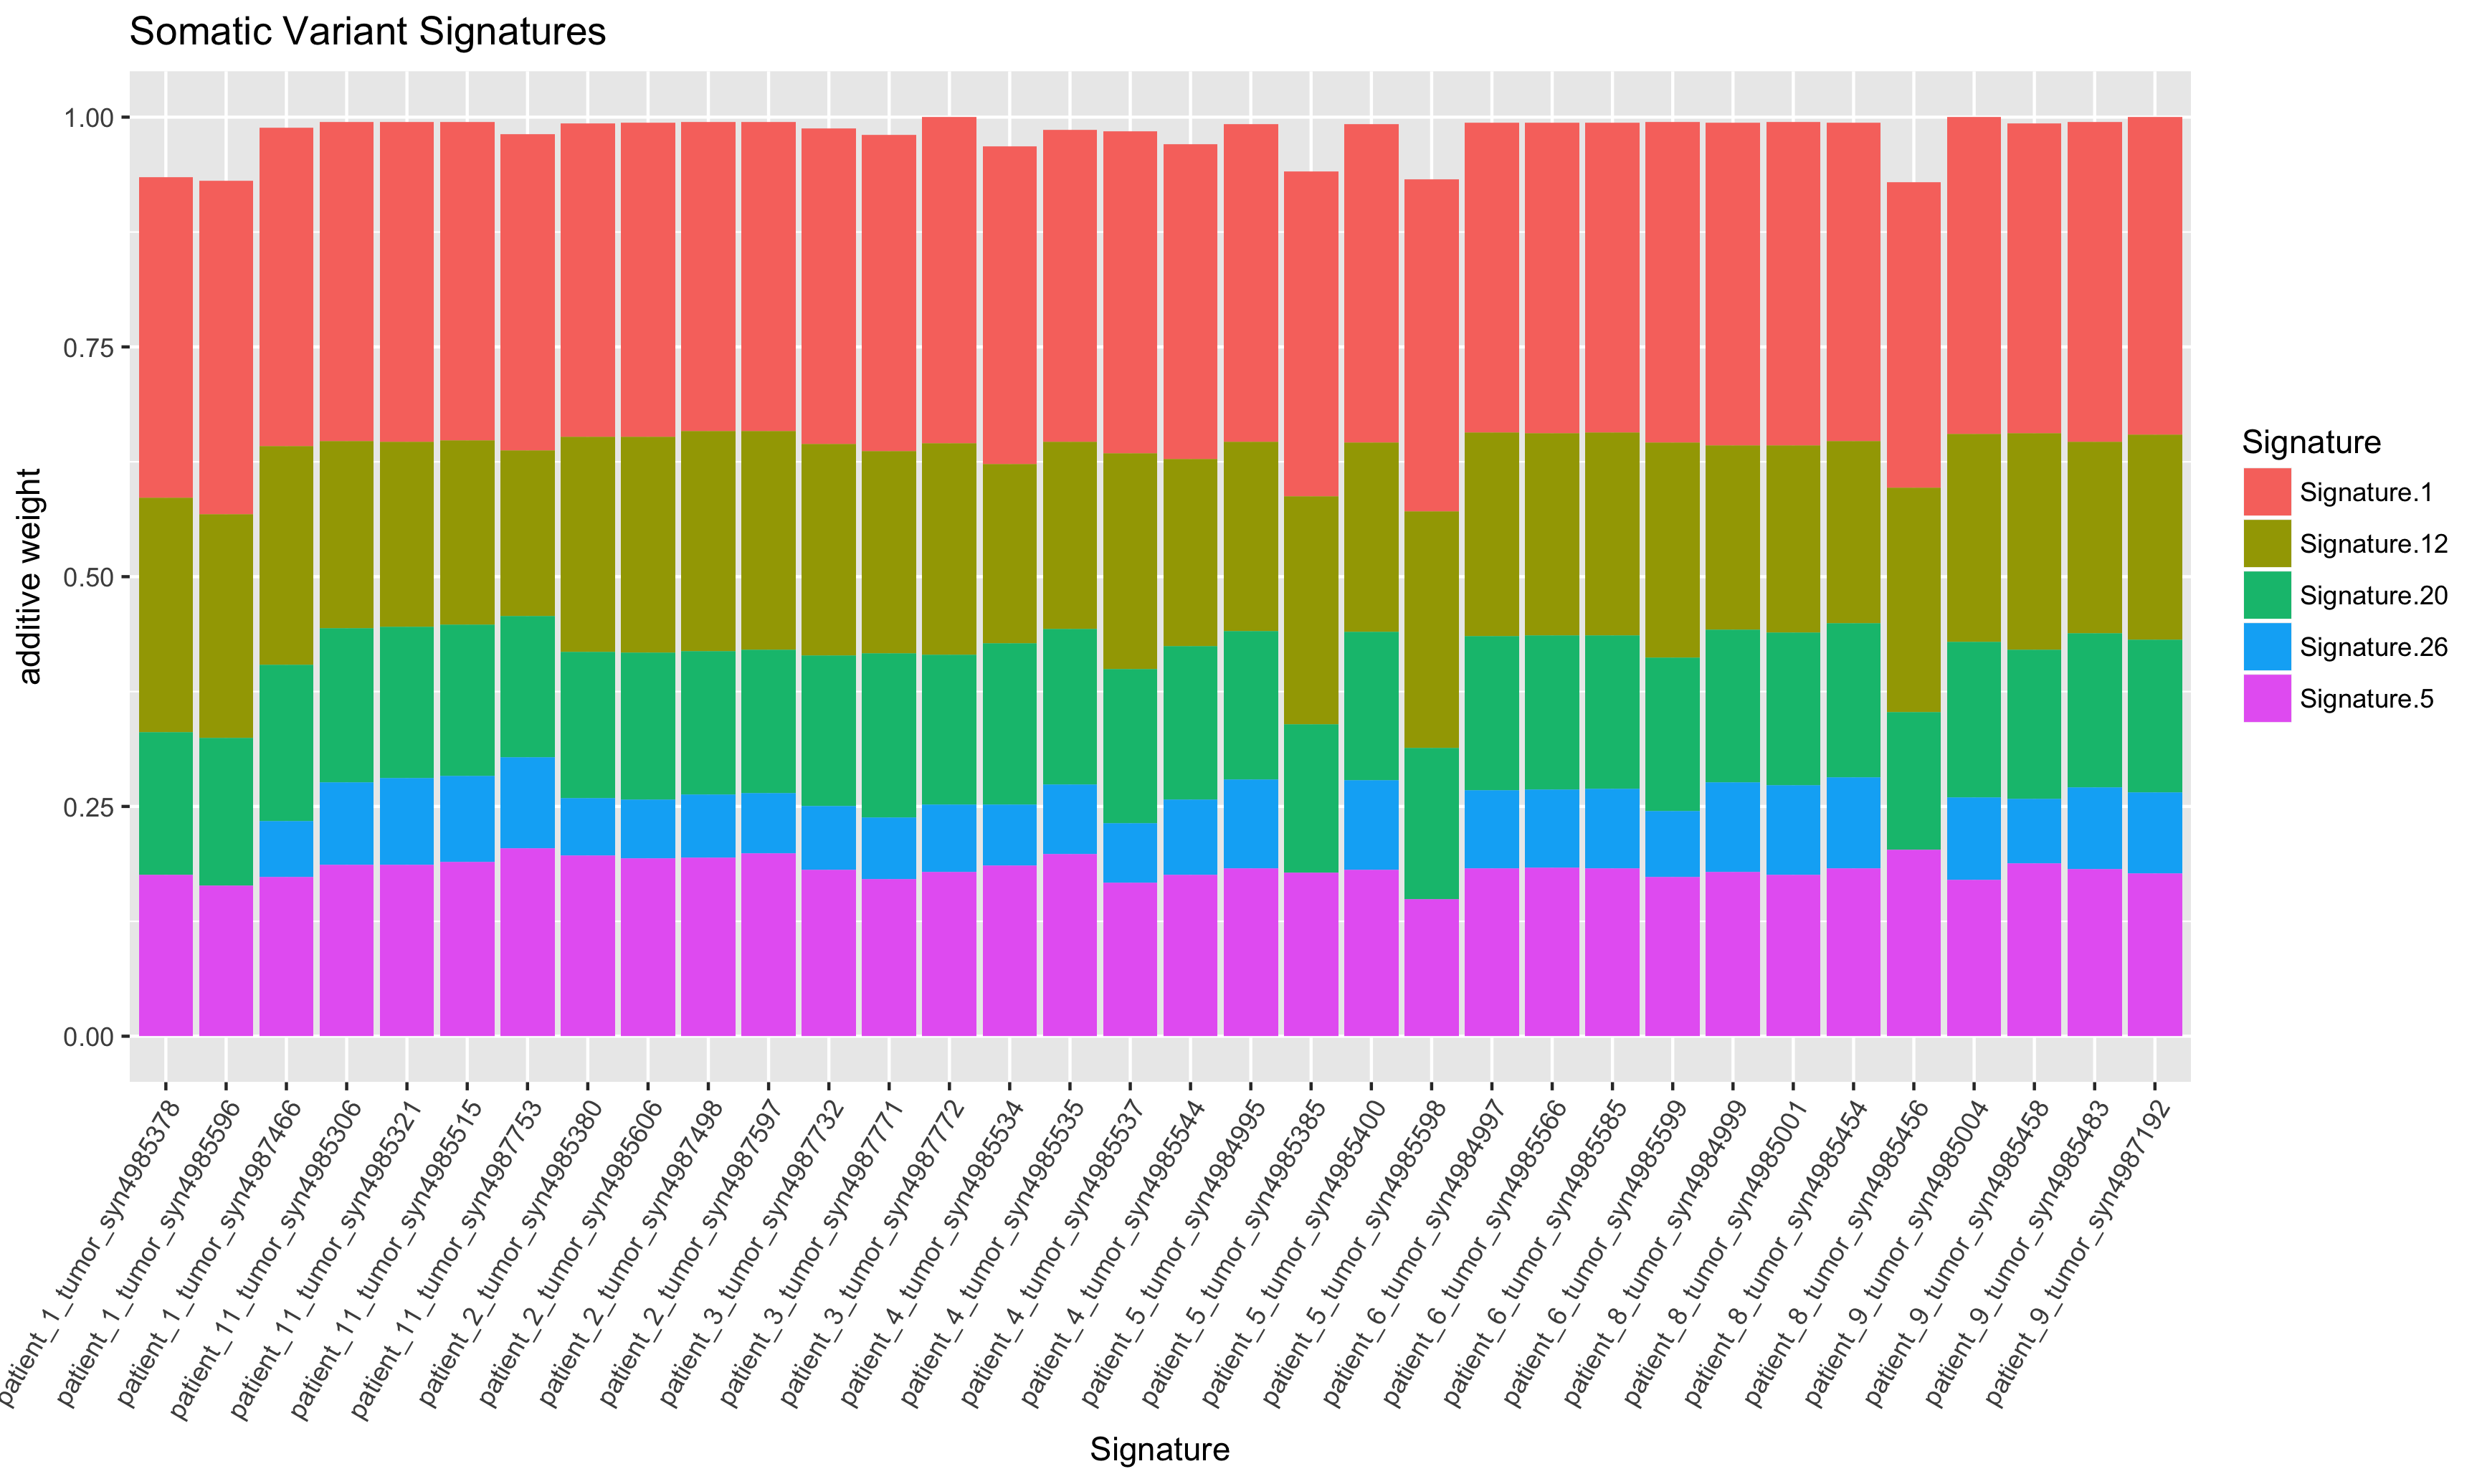 Somatic Variant Signatures
additive weight
1.00
0.75
0.50
0.25
0.00
patient_1_tumor_syn4985378
patient_1_tumor_syn4985596
patient_1_tumor_syn4987466
patient_11_tumor_syn4985306
patient_11_tumor_syn4985321
patient_11_tumor_syn4985515
patient_11_tumor_syn4987753
patient_2_tumor_syn4985380
patient_2_tumor_syn4985606
patient_2_tumor_syn4987498
patient_2_tumor_syn4987597
patient_3_tumor_syn4987732
patient_3_tumor_syn4987771
patient_3_tumor_syn4987772
patient_4_tumor_syn4985534
patient_4_tumor_syn4985535
patient_4_tumor_syn4985537
patient_4_tumor_syn4985544
patient_5_tumor_syn4984995
patient_5_tumor_syn4985385
patient_5_tumor_syn4985400
patient_5_tumor_syn4985598
patient_6_tumor_syn4984997
patient_6_tumor_syn4985566
patient_6_tumor_syn4985585
patient_6_tumor_syn4985599
patient_8_tumor_syn4984999
patient_8_tumor_syn4985001
patient_8_tumor_syn4985454
patient_8_tumor_syn4985456
patient_9_tumor_syn4985004
patient_9_tumor_syn4985458
patient_9_tumor_syn4985483
patient_9_tumor_syn4987192
Signature
Signature
Signature.1
Signature.12
Signature.20
Signature.26
Signature.5